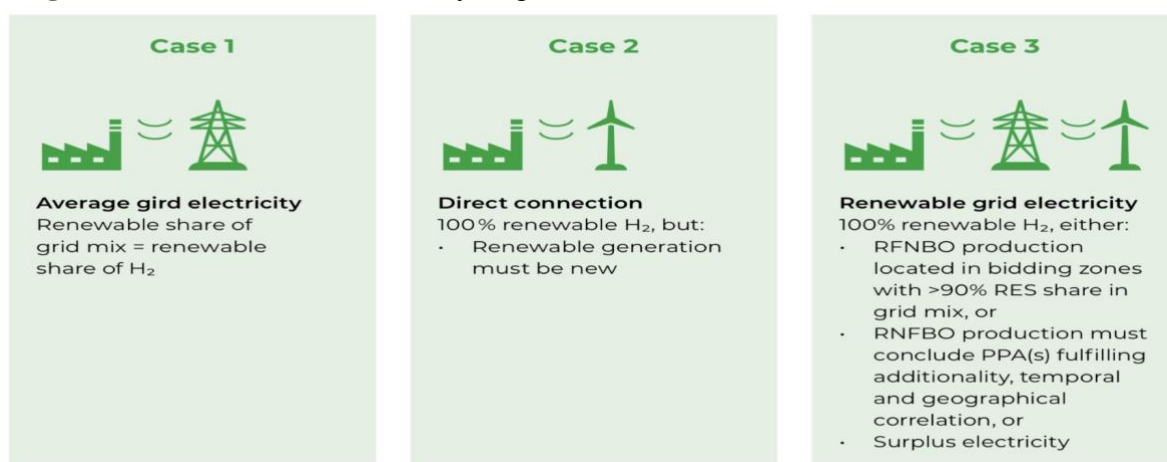 Case 1
Average gird electricity
Renewable share of
grid mix = renewable
share of H₂
Case 2
Direct connection
100% renewable H₂, but:
· Renewable generation
must be new
Case 3
Renewable grid electricity
100% renewable H₂, either:
· RFNBO production
located in bidding zones
with >90% RES share in
grid mix, or
· RNFBO production must
conclude PPA(s) fulfilling
additionality, temporal
and geographical
correlation, or
· Surplus electricity